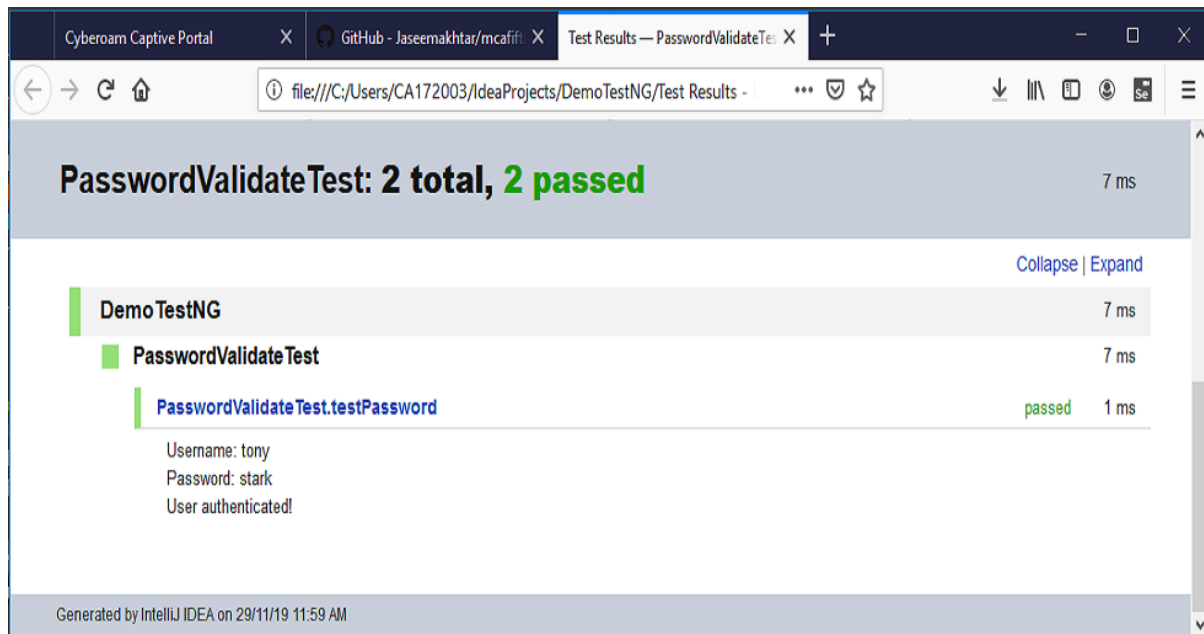 Cyberoam Captive Portal
GitHub - Jaseemakhtar/mcafift
Test Results — PasswordValidateTes
file:///C:/Users/CA172003/IdeaProjects/DemoTestNG/Test Results -
Se
PasswordValidateTest: 2 total, 2 passed
7 ms
Collapse | Expand
DemoTestNG 7 ms
PasswordValidateTest 7 ms
PasswordValidateTest.testPassword passed 1 ms
Username: tony
Password: stark
User authenticated!
Generated by IntelliJ IDEA on 29/11/19 11:59 AM